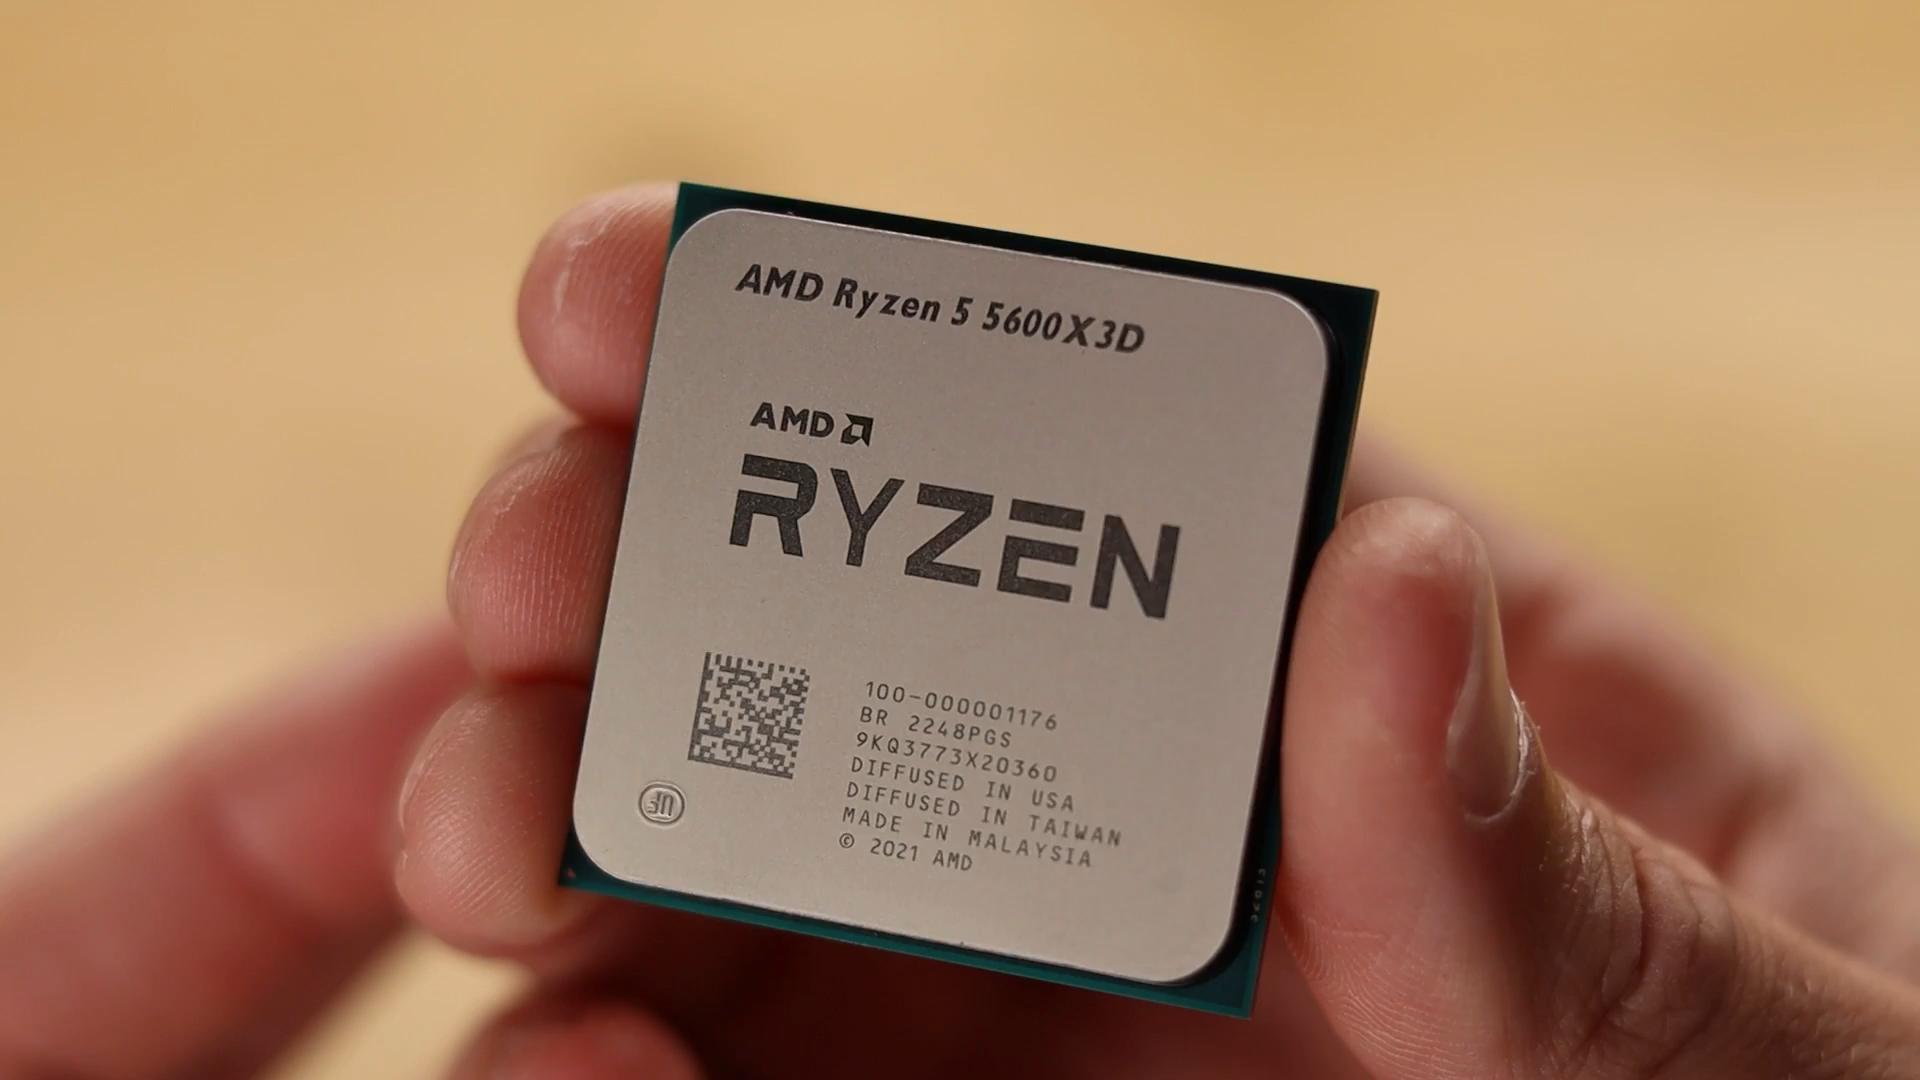 AMD Ryzen 5 5600X3D
AMD
RYZEN
100-000001176
BR 2248PGS
9KQ3773X20360
DIFFUSED IN USA
DIFFUSED IN TAIWAN
MADE IN MALAYSIA
© 2021 AMD